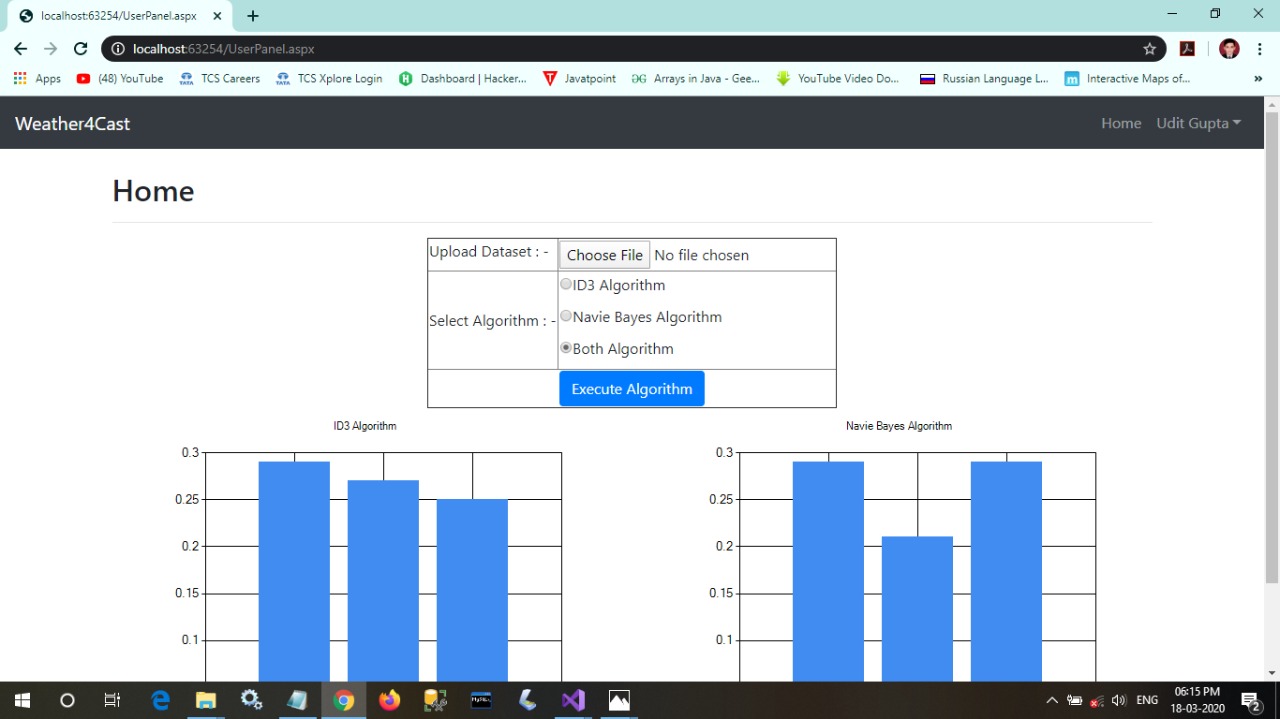 localhost:63254/UserPanel.aspx
localhost:63254/UserPanel.aspx
Apps (48) YouTube TCS Careers TCS Xplore Login Dashboard | Hacker... Javatpoint Arrays in Java - Gee... YouTube Video Do... Russian Language L... Interactive Maps of... »
Weather4Cast Home Udit Gupta
Home
Upload Dataset : - Choose File No file chosen
ID3 Algorithm
Select Algorithm : - Navie Bayes Algorithm
Both Algorithm
Execute Algorithm
ID3 Algorithm Navie Bayes Algorithm
0.3 0.3
0.25 0.25
0.2 0.2
0.15 0.15
0.1 0.1
ENG 06:15 PM
18-03-2020 2